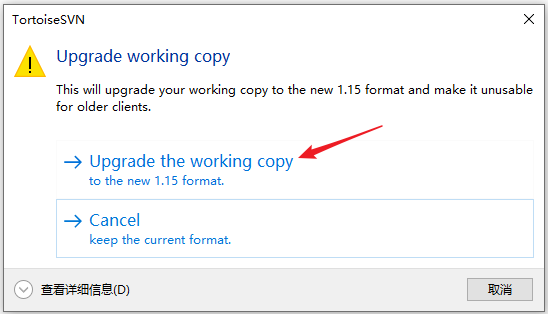 TortoiseSVN
Upgrade working copy
This will upgrade your working copy to the new 1.15 format and make it unusable
for older clients.
Upgrade the working copy
to the new 1.15 format.
Cancel
keep the current format.
查看详细信息(D)
取消